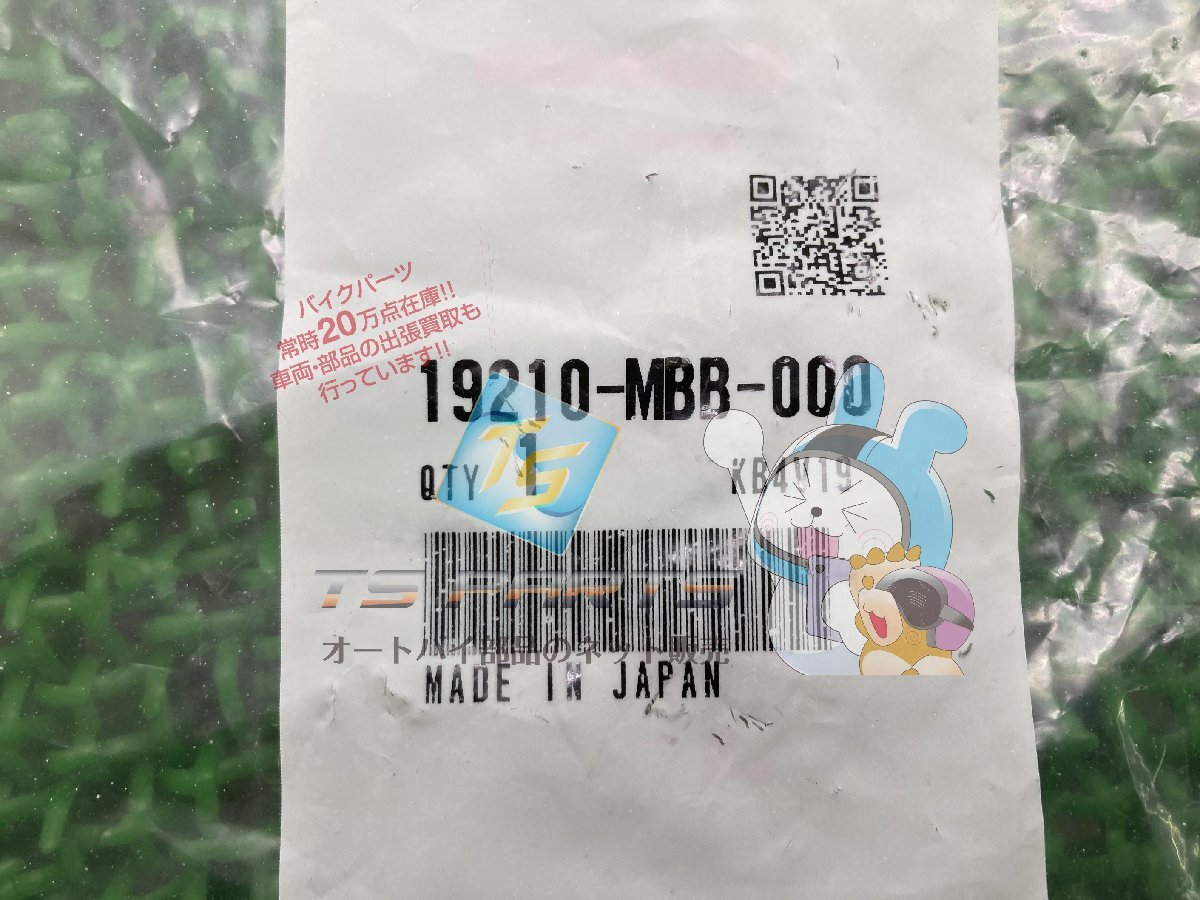 バイクパーツ
常時20万点在庫!!
車両・部品の出張買取も
行っています!!
19210-MBB-000
QTY 1
TS
TS PARTS
オートバイ部品のネット販売
MADE IN JAPAN